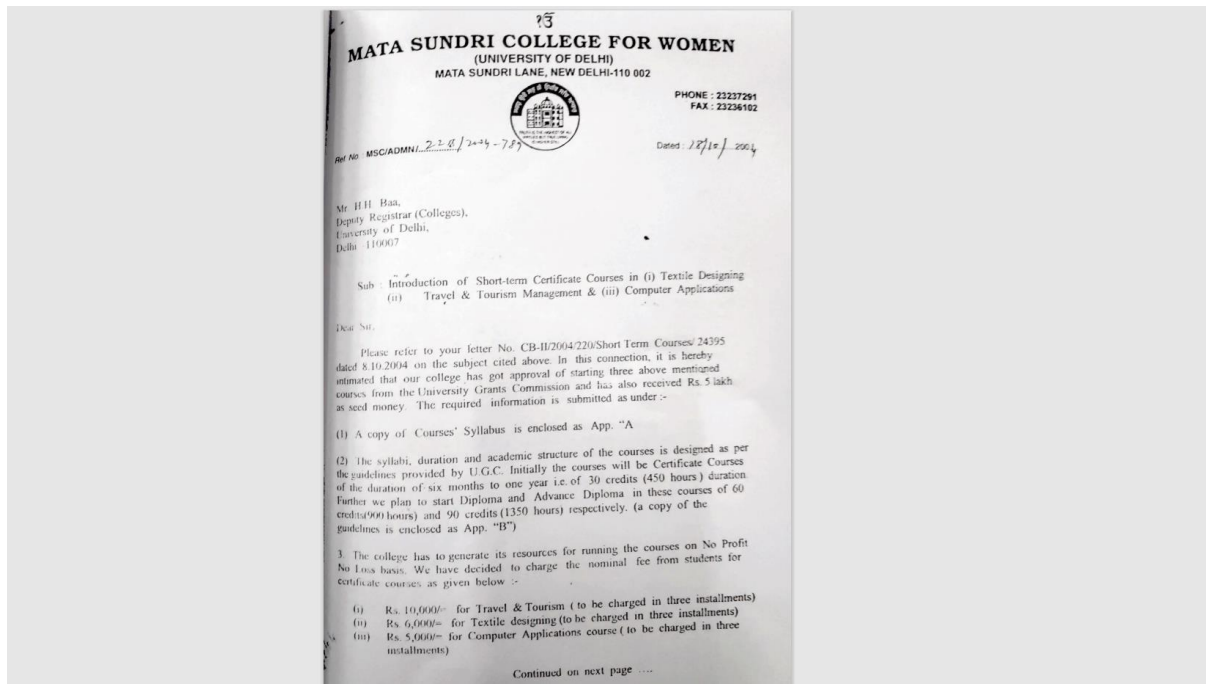 ੴ
MATA SUNDRI COLLEGE FOR WOMEN
(UNIVERSITY OF DELHI)
MATA SUNDRI LANE, NEW DELHI-110 002
PHONE : 23237291
FAX : 23236102
Ref. No. MSC/ADMN/ 2004-789
Dated : 18/10/ 2004
Mr H.H. Baa,
Deputy Registrar (Colleges),
University of Delhi,
Delhi 110007
Sub : Introduction of Short-term Certificate Courses in (i) Textile Designing
(ii) Travel & Tourism Management & (iii) Computer Applications
Dear Sir,
Please refer to your letter No. CB-II/2004/220/Short Term Courses/ 24395
dated 8.10.2004 on the subject cited above. In this connection, it is hereby
intimated that our college has got approval of starting three above mentioned
courses from the University Grants Commission and has also received Rs. 5 lakh
as seed money. The required information is submitted as under :-
(1) A copy of Courses' Syllabus is enclosed as App. "A
(2) The syllabi, duration and academic structure of the courses is designed as per
the guidelines provided by U.G.C. Initially the courses will be Certificate Courses
of the duration of six months to one year i.e. of 30 credits (450 hours ) duration
Further we plan to start Diploma and Advance Diploma in these courses of 60
credits(900 hours) and 90 credits (1350 hours) respectively. (a copy of the
guidelines is enclosed as App. "B")
3. The college has to generate its resources for running the courses on No Profit
No Loss basis. We have decided to charge the nominal fee from students for
certificate courses as given below :-
(i) Rs. 10,000/= for Travel & Tourism ( to be charged in three installments)
(ii) Rs. 6,000/= for Textile designing (to be charged in three installments)
(iii) Rs. 5,000/= for Computer Applications course ( to be charged in three
installments)
Continued on next page ....